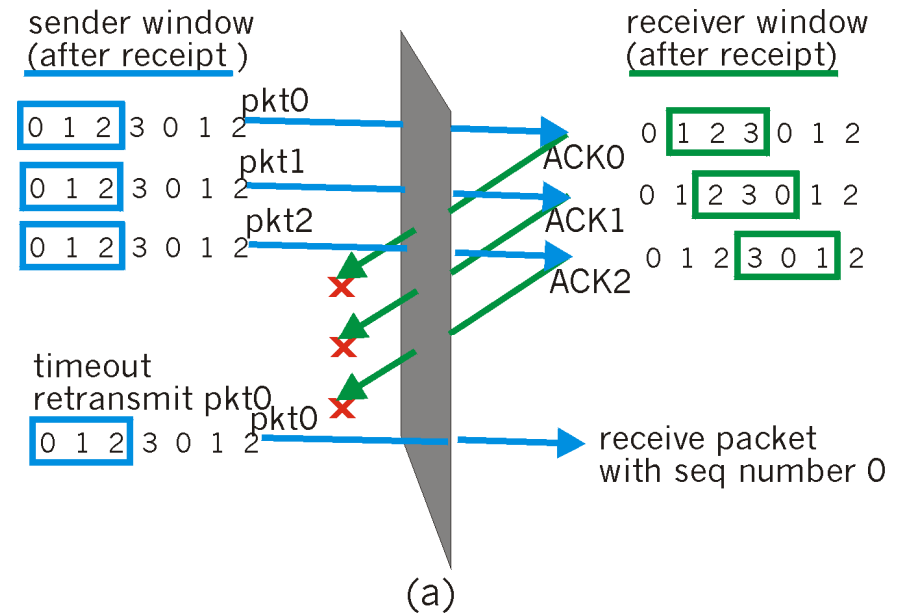 sender window
(after receipt )
receiver window
(after receipt)
0 1 2 3 0 1 2
pkt0
ACK0
0 1 2 3 0 1 2
0 1 2 3 0 1 2
pkt1
ACK1
0 1 2 3 0 1 2
0 1 2 3 0 1 2
pkt2
ACK2
0 1 2 3 0 1 2
timeout
retransmit pkt0
0 1 2 3 0 1 2
pkt0
receive packet
with seq number 0
(a)